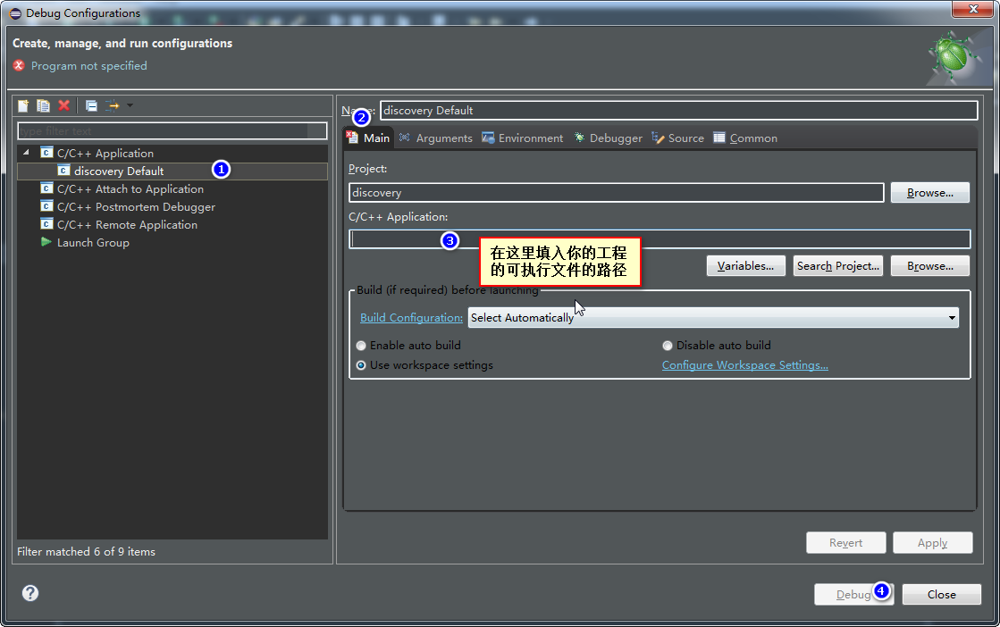 Debug Configurations
Create, manage, and run configurations
Program not specified
type filter text
C/C++ Application
discovery Default
1
C/C++ Attach to Application
C/C++ Postmortem Debugger
C/C++ Remote Application
Launch Group
Filter matched 6 of 9 items
Name: discovery Default
2
Main Arguments Environment Debugger Source Common
Project:
discovery
Browse...
C/C++ Application:
3
在这里填入你的工程
的可执行文件的路径
Variables... Search Project... Browse...
Build (if required) before launching
Build Configuration: Select Automatically
Enable auto build Disable auto build
Use workspace settings Configure Workspace Settings...
Revert Apply
?
Debug 4 Close